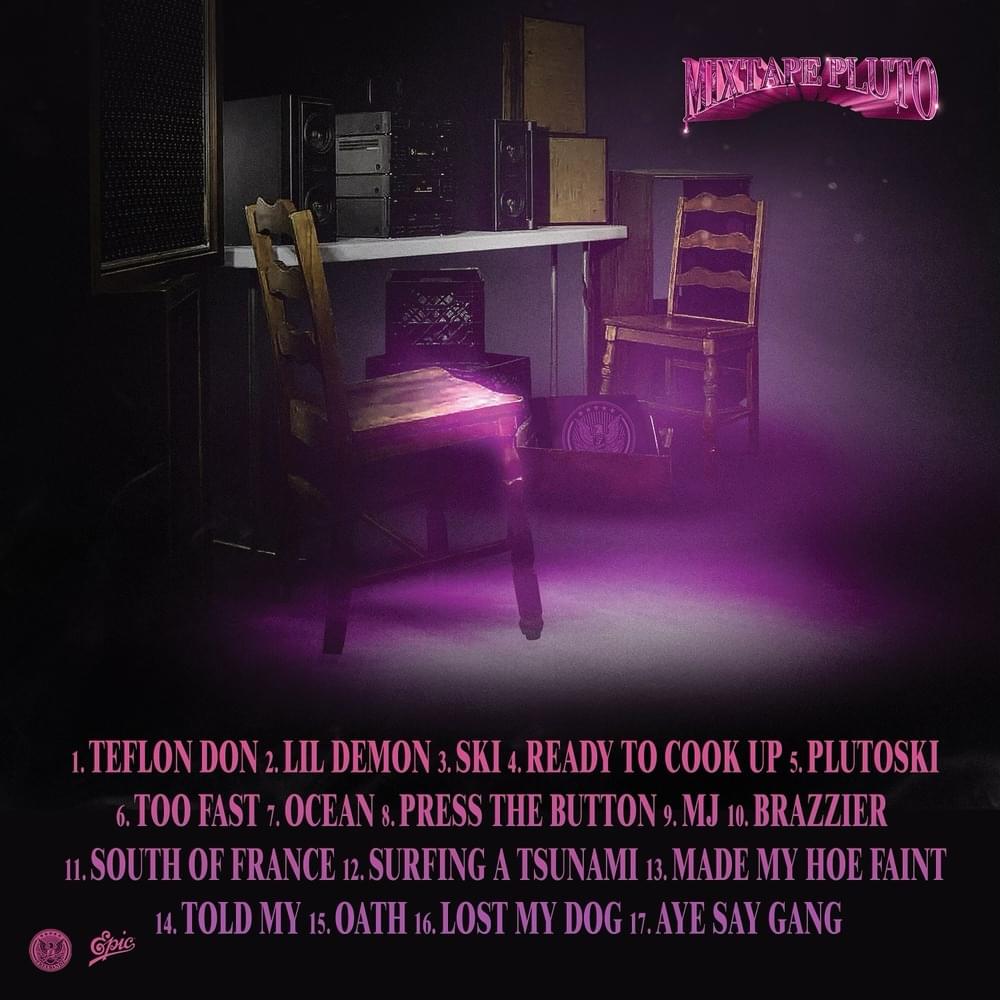 MIXTAPE PLUTO
1. TEFLON DON 2. LIL DEMON 3. SKI 4. READY TO COOK UP 5. PLUTOSKI
6. TOO FAST 7. OCEAN 8. PRESS THE BUTTON 9. MJ 10. BRAZZIER
11. SOUTH OF FRANCE 12. SURFING A TSUNAMI 13. MADE MY HOE FAINT
14. TOLD MY 15. OATH 16. LOST MY DOG 17. AYE SAY GANG
Epic